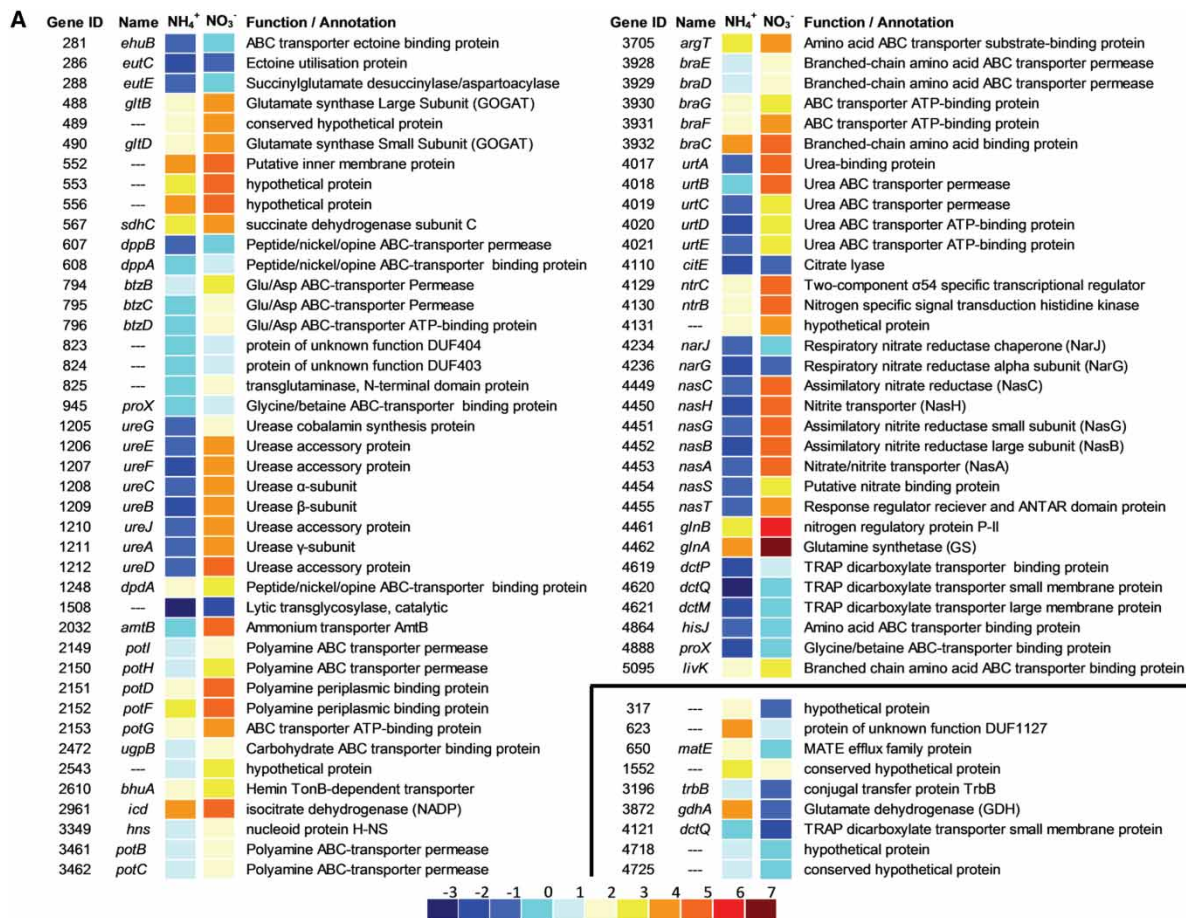 A
Gene ID Name NH4+ NO3- Function / Annotation
281 ehuB ABC transporter ectoine binding protein
286 eutC Ectoine utilisation protein
288 eutE Succinylglutamate desuccinylase/aspartoacylase
488 gltB Glutamate synthase Large Subunit (GOGAT)
489 --- conserved hypothetical protein
490 gltD Glutamate synthase Small Subunit (GOGAT)
552 --- Putative inner membrane protein
553 --- hypothetical protein
556 --- hypothetical protein
567 sdhC succinate dehydrogenase subunit C
607 dppB Peptide/nickel/opine ABC-transporter permease
608 dppA Peptide/nickel/opine ABC-transporter binding protein
794 btzB Glu/Asp ABC-transporter Permease
795 btzC Glu/Asp ABC-transporter Permease
796 btzD Glu/Asp ABC-transporter ATP-binding protein
823 --- protein of unknown function DUF404
824 --- protein of unknown function DUF403
825 --- transglutaminase, N-terminal domain protein
945 proX Glycine/betaine ABC-transporter binding protein
1205 ureG Urease cobalamin synthesis protein
1206 ureE Urease accessory protein
1207 ureF Urease accessory protein
1208 ureC Urease α-subunit
1209 ureB Urease β-subunit
1210 ureJ Urease accessory protein
1211 ureA Urease γ-subunit
1212 ureD Urease accessory protein
1248 dpdA Peptide/nickel/opine ABC-transporter binding protein
1508 --- Lytic transglycosylase, catalytic
2032 amtB Ammonium transporter AmtB
2149 potI Polyamine ABC transporter permease
2150 potH Polyamine ABC transporter permease
2151 potD Polyamine periplasmic binding protein
2152 potF Polyamine periplasmic binding protein
2153 potG ABC transporter ATP-binding protein
2472 ugpB Carbohydrate ABC transporter binding protein
2543 --- hypothetical protein
2610 bhuA Hemin TonB-dependent transporter
2961 icd isocitrate dehydrogenase (NADP)
3349 hns nucleoid protein H-NS
3461 potB Polyamine ABC-transporter permease
3462 potC Polyamine ABC-transporter permease
Gene ID Name NH4+ NO3- Function / Annotation
3705 argT Amino acid ABC transporter substrate-binding protein
3928 braE Branched-chain amino acid ABC transporter permease
3929 braD Branched-chain amino acid ABC transporter permease
3930 braG ABC transporter ATP-binding protein
3931 braF ABC transporter ATP-binding protein
3932 braC Branched-chain amino acid binding protein
4017 urtA Urea-binding protein
4018 urtB Urea ABC transporter permease
4019 urtC Urea ABC transporter permease
4020 urtD Urea ABC transporter ATP-binding protein
4021 urtE Urea ABC transporter ATP-binding protein
4110 citE Citrate lyase
4129 ntrC Two-component σ54 specific transcriptional regulator
4130 ntrB Nitrogen specific signal transduction histidine kinase
4131 --- hypothetical protein
4234 narJ Respiratory nitrate reductase chaperone (NarJ)
4236 narG Respiratory nitrate reductase alpha subunit (NarG)
4449 nasC Assimilatory nitrate reductase (NasC)
4450 nasH Nitrite transporter (NasH)
4451 nasG Assimilatory nitrite reductase small subunit (NasG)
4452 nasB Assimilatory nitrite reductase large subunit (NasB)
4453 nasA Nitrate/nitrite transporter (NasA)
4454 nasS Putative nitrate binding protein
4455 nasT Response regulator reciever and ANTAR domain protein
4461 glnB nitrogen regulatory protein P-II
4462 glnA Glutamine synthetase (GS)
4619 dctP TRAP dicarboxylate transporter binding protein
4620 dctQ TRAP dicarboxylate transporter small membrane protein
4621 dctM TRAP dicarboxylate transporter large membrane protein
4864 hisJ Amino acid ABC transporter binding protein
4888 proX Glycine/betaine ABC-transporter binding protein
5095 livK Branched chain amino acid ABC transporter binding protein
317 --- hypothetical protein
623 --- protein of unknown function DUF1127
650 matE MATE efflux family protein
1552 --- conserved hypothetical protein
3196 trbB conjugal transfer protein TrbB
3872 gdhA Glutamate dehydrogenase (GDH)
4121 dctQ TRAP dicarboxylate transporter small membrane protein
4718 --- hypothetical protein
4725 --- conserved hypothetical protein
-3 -2 -1 0 1 2 3 4 5 6 7